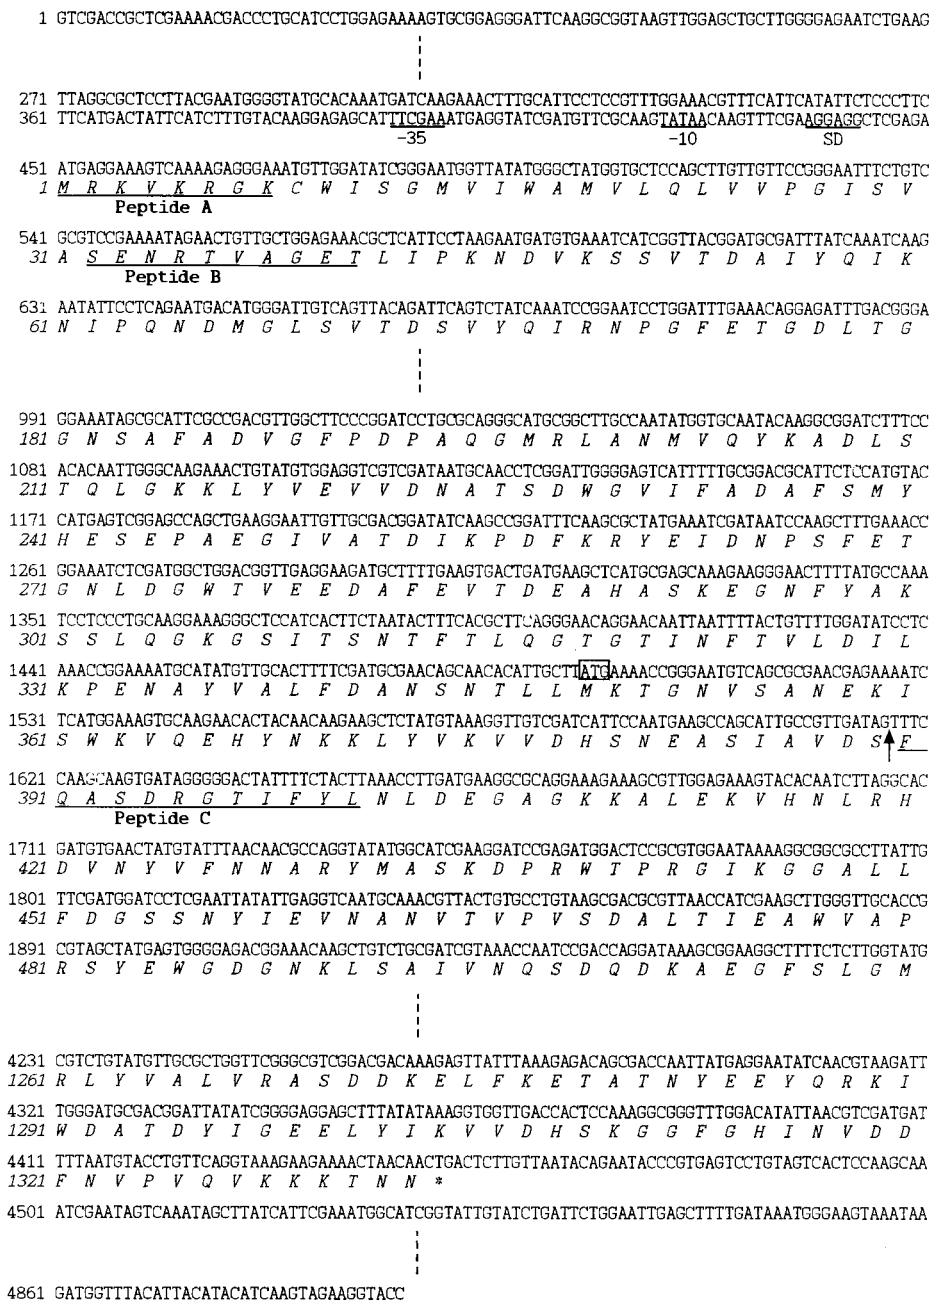 1 GTCGACCGCTCGAAAACGACCCTGCATCCTGGAGAAAAGTGCGGAGGGATTCAAGGCGGTAAGTTGGAGCTGCTTGGGGAGAATCTGAAG
271 TTAGGCGCTCCTTACGAATGGGGTATGCACAAATGATCAAGAAACTTTGCATTCCTCCGTTTGGAAACGTTTCATTCATATTCTCCCTTC
361 TTCATGACTATTCATCTTTGTACAAGGAGAGCATTTCGAAATGAGGTATCGATGTTCGCAAGTATAACAAGTTTCGAAGGAGGCTCGAGA
-35 -10 SD
451 ATGAGGAAAGTCAAAAGAGGGAAATGTTGGATATCGGGAATGGTTATATGGGCTATGGTGCTCCAGCTTGTTGTTCCGGGAATTTCTGTC
1 M R K V K R G K C W I S G M V I W A M V L Q L V V P G I S V
Peptide A
541 GCGTCCGAAAATAGAACTGTTGCTGGAGAAACGCTCATTCCTAAGAATGATGTGAAATCATCGGTTACGGATGCGATTTATCAAATCAAG
31 A S E N R T V A G E T L I P K N D V K S S V T D A I Y Q I K
Peptide B
631 AATATTCCTCAGAATGACATGGGATTGTCAGTTACAGATTCAGTCTATCAAATCCGGAATCCTGGATTTGAAACAGGAGATTTGACGGGA
61 N I P Q N D M G L S V T D S V Y Q I R N P G F E T G D L T G
991 GGAAATAGCGCATTCGCCGACGTTGGCTTCCCGGATCCTGCGCAGGGCATGCGGCTTGCCAATATGGTGCAATACAAGGCGGATCTTTCC
181 G N S A F A D V G F P D P A Q G M R L A N M V Q Y K A D L S
1081 ACACAATTGGGCAAGAAACTGTATGTGGAGGTCGTCGATAATGCAACCTCGGATTGGGGAGTCATTTTTGCGGACGCATTCTCCATGTAC
211 T Q L G K K L Y V E V V D N A T S D W G V I F A D A F S M Y
1171 CATGAGTCGGAGCCAGCTGAAGGAATTGTTGCGACGGATATCAAGCCGGATTTCAAGCGCTATGAAATCGATAATCCAAGCTTTGAAACC
241 H E S E P A E G I V A T D I K P D F K R Y E I D N P S F E T
1261 GGAAATCTCGATGGCTGGACGGTTGAGGAAGATGCTTTTGAAGTGACTGATGAAGCTCATGCGAGCAAAGAAGGGAACTTTTATGCCAAA
271 G N L D G W T V E E D A F E V T D E A H A S K E G N F Y A K
1351 TCCTCCCTGCAAGGAAAGGGCTCCATCACTTCTAATACTTTCACGCTTCAGGGAACAGGAACAATTAATTTTACTGTTTTGGATATCCTC
301 S S L Q G K G S I T S N T F T L Q G T G T I N F T V L D I L
1441 AAACCGGAAAATGCATATGTTGCACTTTTCGATGCGAACAGCAACACATTGCTTATGAAAACCGGGAATGTCAGCGCGAACGAGAAAATC
331 K P E N A Y V A L F D A N S N T L L M K T G N V S A N E K I
1531 TCATGGAAAGTGCAAGAACACTACAACAAGAAGCTCTATGTAAAGGTTGTCGATCATTCCAATGAAGCCAGCATTGCCGTTGATAGTTTC
361 S W K V Q E H Y N K K L Y V K V V D H S N E A S I A V D S F
1621 CAAGCAAGTGATAGGGGGACTATTTTCTACTTAAACCTTGATGAAGGCGCAGGAAAGAAAGCGTTGGAGAAAGTACACAATCTTAGGCAC
391 Q A S D R G T I F Y L N L D E G A G K K A L E K V H N L R H
Peptide C
1711 GATGTGAACTATGTATTTAACAACGCCAGGTATATGGCATCGAAGGATCCGAGATGGACTCCGCGTGGAATAAAAGGCGGCGCCTTATTG
421 D V N Y V F N N A R Y M A S K D P R W T P R G I K G G A L L
1801 TTCGATGGATCCTCGAATTATATTGAGGTCAATGCAAACGTTACTGTGCCTGTAAGCGACGCGTTAACCATCGAAGCTTGGGTTGCACCG
451 F D G S S N Y I E V N A N V T V P V S D A L T I E A W V A P
1891 CGTAGCTATGAGTGGGGAGACGGAAACAAGCTGTCTGCGATCGTAAACCAATCCGACCAGGATAAAGCGGAAGGCTTTTCTCTTGGTATG
481 R S Y E W G D G N K L S A I V N Q S D Q D K A E G F S L G M
4231 CGTCTGTATGTTGCGCTGGTTCGGGCGTCGGACGACAAAGAGTTATTTAAAGAGACAGCGACCAATTATGAGGAATATCAACGTAAGATT
1261 R L Y V A L V R A S D D K E L F K E T A T N Y E E Y Q R K I
4321 TGGGATGCGACGGATTATATCGGGGAGGAGCTTTATATAAAGGTGGTTGACCACTCCAAAGGCGGGTTTGGACATATTAACGTCGATGAT
1291 W D A T D Y I G E E L Y I K V V D H S K G G F G H I N V D D
4411 TTTAATGTACCTGTTCAGGTAAAGAAGAAAACTAACAACTGACTCTTGTTAATACAGAATACCCGTGAGTCCTGTAGTCACTCCAAGCAA
1321 F N V P V Q V K K K T N N *
4501 ATCGAATAGTCAAATAGCTTATCATTCGAAATGGCATCGGTATTGTATCTGATTCTGGAATTGAGCTTTTGATAAATGGGAAGTAAATAA
4861 GATGGTTTACATTACATACATCAAGTAGAAGGTACC